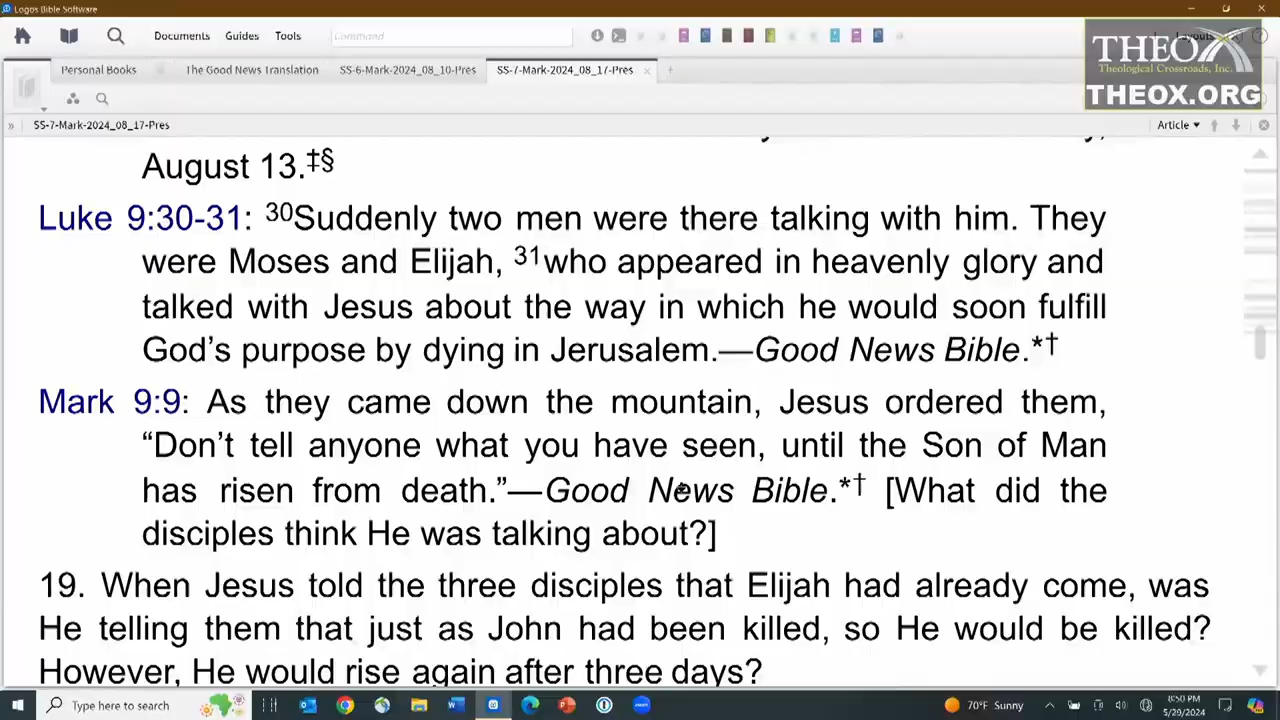 Logos Bible Software
Documents Guides Tools Command Layouts
THEOX
Theological Crossroads, Inc.
THEOX.ORG
Personal Books The Good News Translation SS-6-Mark-2024_08_10-Pres SS-7-Mark-2024_08_17-Pres
SS-7-Mark-2024_08_17-Pres Article
August 13.‡§
Luke 9:30-31: 30Suddenly two men were there talking with him. They
were Moses and Elijah, 31who appeared in heavenly glory and
talked with Jesus about the way in which he would soon fulfill
God’s purpose by dying in Jerusalem.—Good News Bible.*†
Mark 9:9: As they came down the mountain, Jesus ordered them,
“Don’t tell anyone what you have seen, until the Son of Man
has risen from death.”—Good News Bible.*† [What did the
disciples think He was talking about?]
19. When Jesus told the three disciples that Elijah had already come, was
He telling them that just as John had been killed, so He would be killed?
However, He would rise again after three days?
Type here to search 70°F Sunny 8:50 PM
5/29/2024